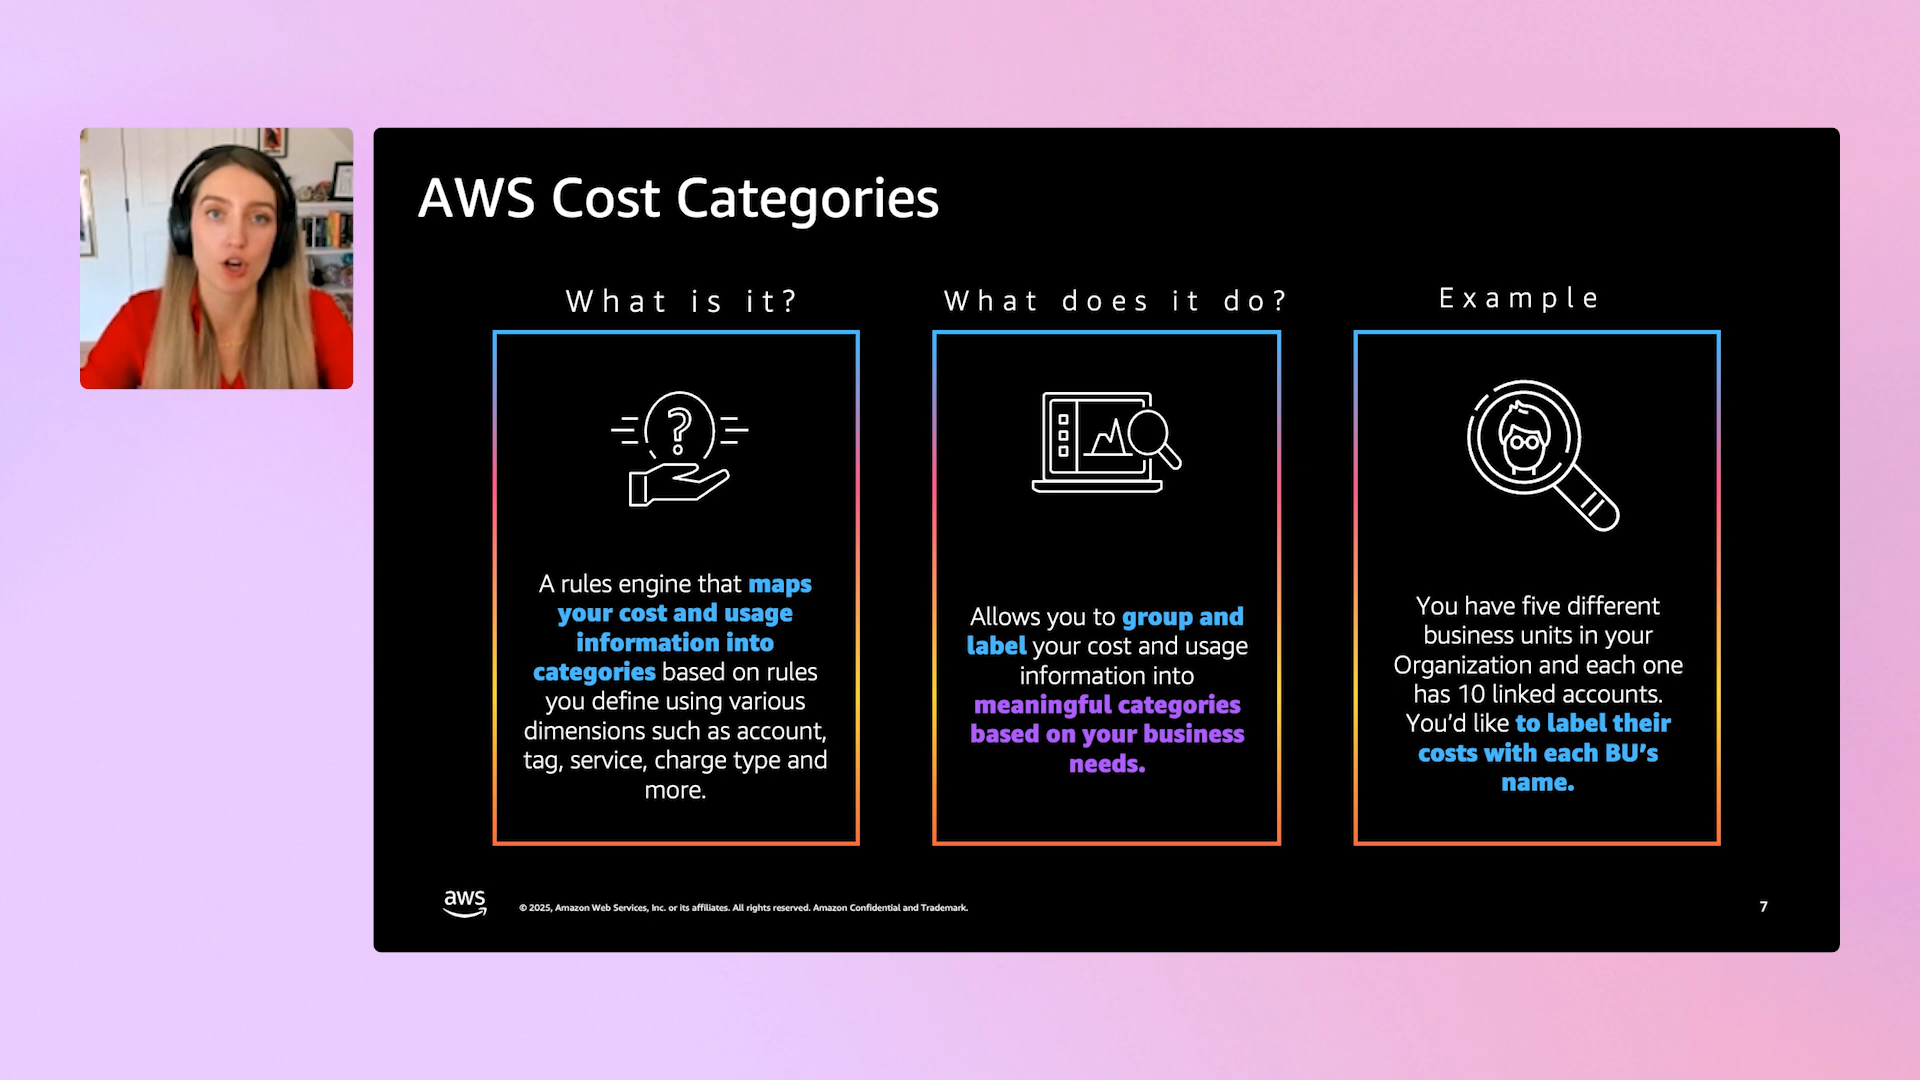 AWS Cost Categories
What is it?
A rules engine that maps
your cost and usage
information into
categories based on rules
you define using various
dimensions such as account,
tag, service, charge type and
more.
What does it do?
Allows you to group and
label your cost and usage
information into
meaningful categories
based on your business
needs.
Example
You have five different
business units in your
Organization and each one
has 10 linked accounts.
You’d like to label their
costs with each BU’s
name.
aws
© 2025, Amazon Web Services, Inc. or its affiliates. All rights reserved. Amazon Confidential and Trademark.
7